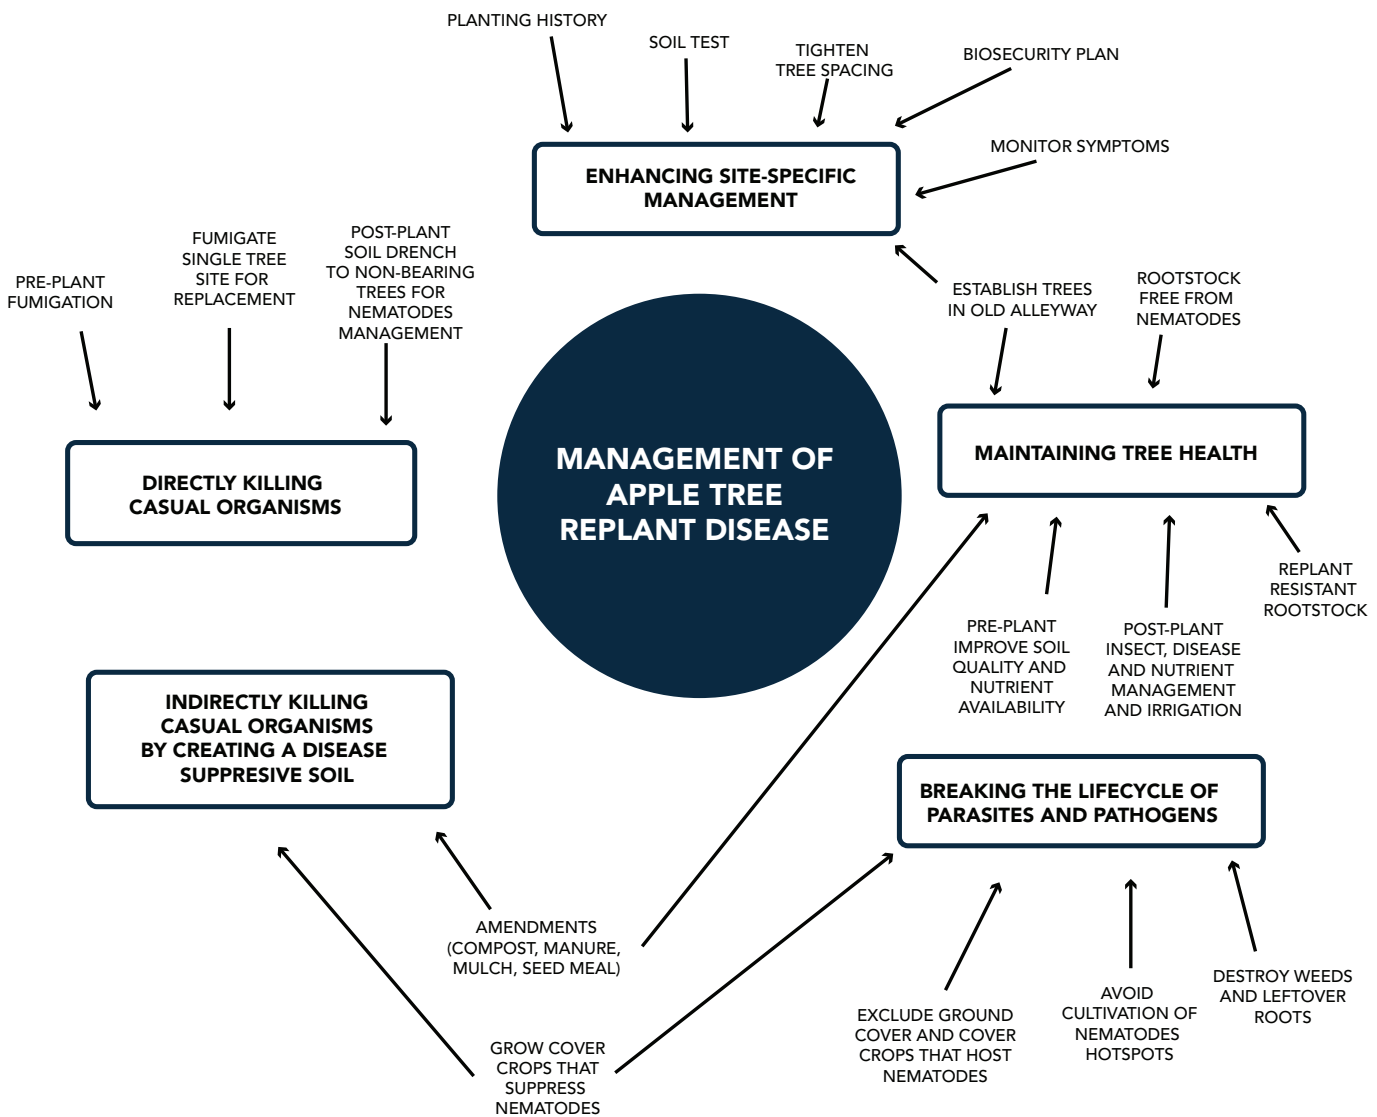 PLANTING HISTORY
SOIL TEST
TIGHTEN
TREE SPACING
BIOSECURITY PLAN
MONITOR SYMPTOMS
ENHANCING SITE-SPECIFIC
MANAGEMENT
PRE-PLANT
FUMIGATION
FUMIGATE
SINGLE TREE
SITE FOR
REPLACEMENT
POST-PLANT
SOIL DRENCH
TO NON-BEARING
TREES FOR
NEMATODES
MANAGEMENT
ESTABLISH TREES
IN OLD ALLEYWAY
ROOTSTOCK
FREE FROM
NEMATODES
DIRECTLY KILLING
CASUAL ORGANISMS
MANAGEMENT OF
APPLE TREE
REPLANT DISEASE
MAINTAINING TREE HEALTH
REPLANT
RESISTANT
ROOTSTOCK
PRE-PLANT
IMPROVE SOIL
QUALITY AND
NUTRIENT
AVAILABILITY
POST-PLANT
INSECT, DISEASE
AND NUTRIENT
MANAGEMENT
AND IRRIGATION
INDIRECTLY KILLING
CASUAL ORGANISMS
BY CREATING A DISEASE
SUPPRESIVE SOIL
BREAKING THE LIFECYCLE OF
PARASITES AND PATHOGENS
AMENDMENTS
(COMPOST, MANURE,
MULCH, SEED MEAL)
GROW COVER
CROPS THAT
SUPPRESS
NEMATODES
EXCLUDE GROUND
COVER AND COVER
CROPS THAT HOST
NEMATODES
AVOID
CULTIVATION OF
NEMATODES
HOTSPOTS
DESTROY WEEDS
AND LEFTOVER
ROOTS